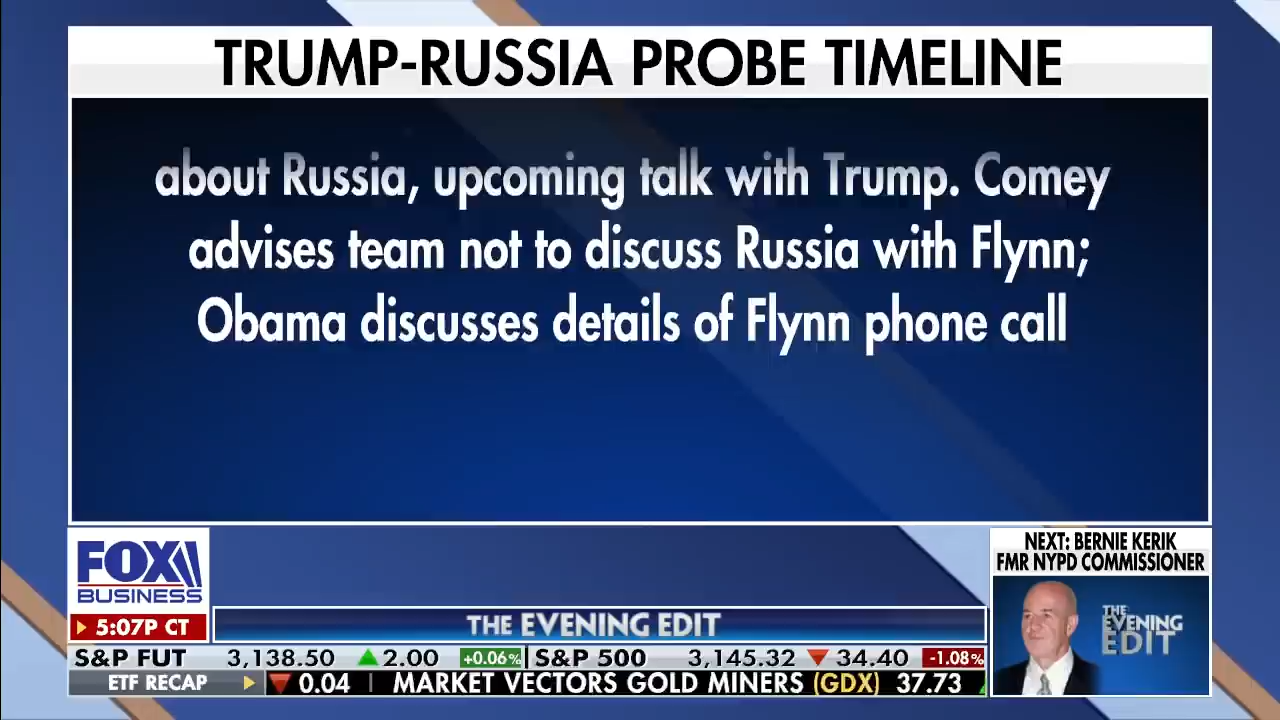 TRUMP-RUSSIA PROBE TIMELINE
about Russia, upcoming talk with Trump. Comey
advises team not to discuss Russia with Flynn;
Obama discusses details of Flynn phone call
FOX
BUSINESS
5:07P CT
THE EVENING EDIT
NEXT: BERNIE KERIK
FMR NYPD COMMISSIONER
THE
EVENING
EDIT
S&P FUT 3,138.50 2.00 +0.06% S&P 500 3,145.32 34.40 -1.08%
ETF RECAP 0.04 MARKET VECTORS GOLD MINERS (GDX) 37.73